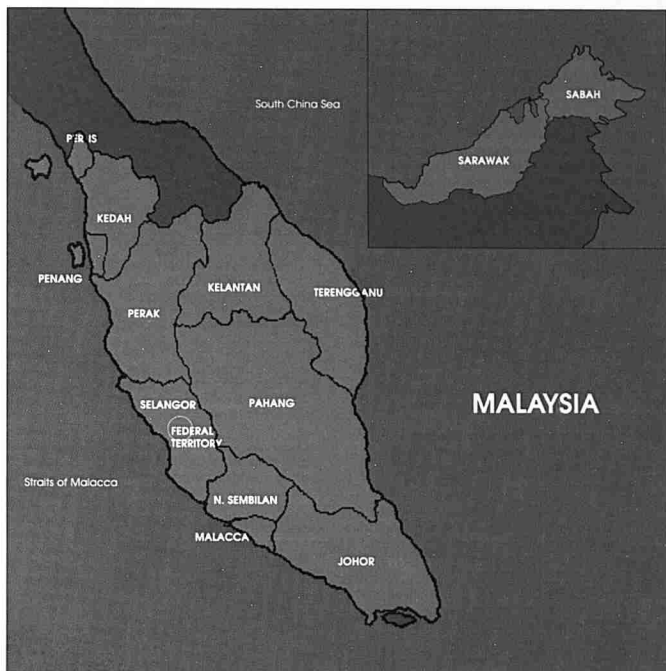 South China Sea
SABAH
SARAWAK
PERLIS
KEDAH
PENANG
PERAK
KELANTAN
TERENGGANU
SELANGOR
PAHANG
MALAYSIA
FEDERAL
TERRITORY
Straits of Malacca
N. SEMBILAN
MALACCA
JOHOR